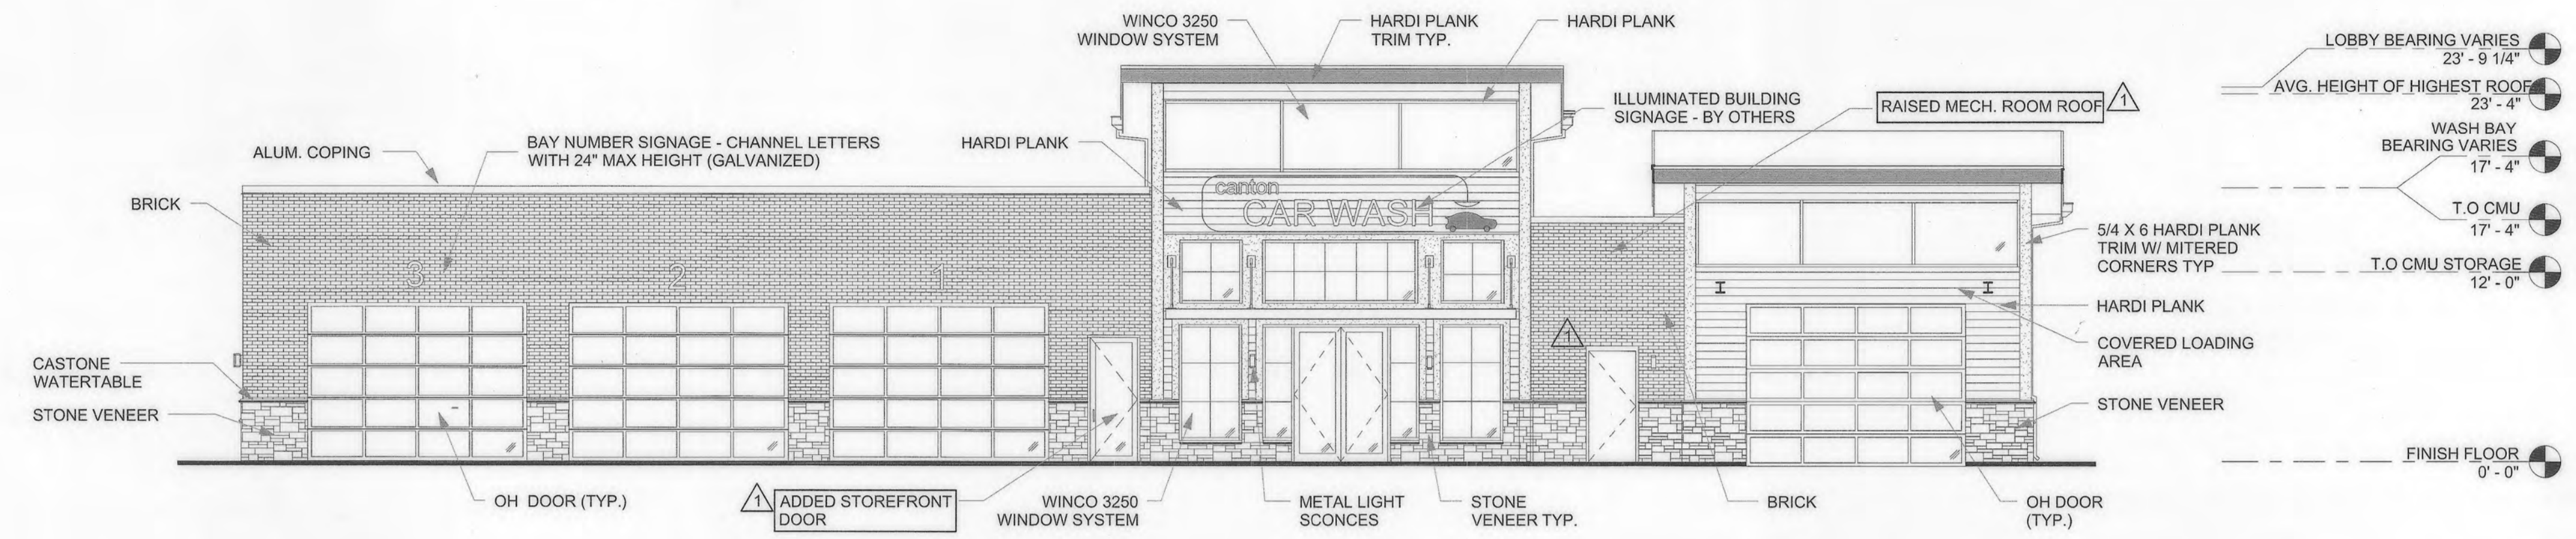 WINCO 3250
WINDOW SYSTEM
HARDI PLANK
TRIM TYP.
HARDI PLANK
LOBBY BEARING VARIES
23' - 9 1/4"
AVG. HEIGHT OF HIGHEST ROOF
23' - 4"
ILLUMINATED BUILDING
SIGNAGE - BY OTHERS
RAISED MECH. ROOM ROOF
1
WASH BAY
BEARING VARIES
17' - 4"
ALUM. COPING
BAY NUMBER SIGNAGE - CHANNEL LETTERS
WITH 24" MAX HEIGHT (GALVANIZED)
HARDI PLANK
BRICK
canton
CAR WASH
T.O CMU
17' - 4"
5/4 X 6 HARDI PLANK
TRIM W/ MITERED
CORNERS TYP
T.O CMU STORAGE
12' - 0"
3
2
1
HARDI PLANK
1
COVERED LOADING
AREA
CASTONE
WATERTABLE
STONE VENEER
STONE VENEER
FINISH FLOOR
0' - 0"
OH DOOR (TYP.)
1
ADDED STOREFRONT
DOOR
WINCO 3250
WINDOW SYSTEM
METAL LIGHT
SCONCES
STONE
VENEER TYP.
BRICK
OH DOOR
(TYP.)